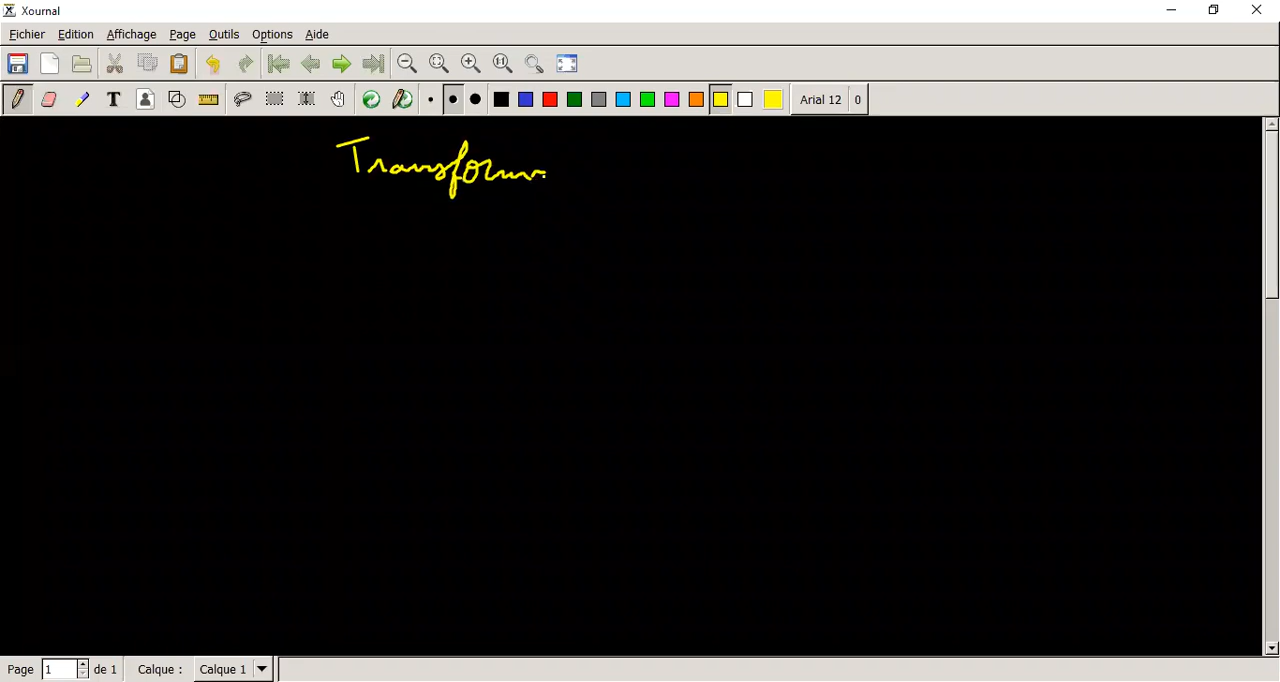 Xournal
Fichier Edition Affichage Page Outils Options Aide
T Arial 12 0
Transform
Page 1 de 1 Calque : Calque 1